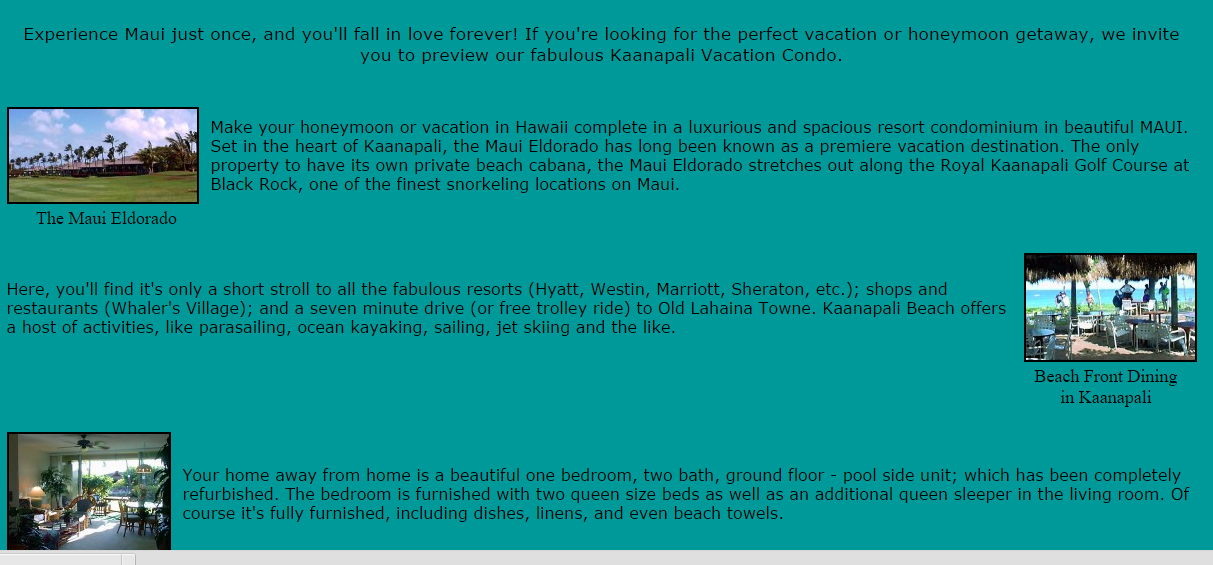 Experience Maui just once, and you'll fall in love forever! If you're looking for the perfect vacation or honeymoon getaway, we invite
you to preview our fabulous Kaanapali Vacation Condo.
Make your honeymoon or vacation in Hawaii complete in a luxurious and spacious resort condominium in beautiful MAUI.
Set in the heart of Kaanapali, the Maui Eldorado has long been known as a premiere vacation destination. The only
property to have its own private beach cabana, the Maui Eldorado stretches out along the Royal Kaanapali Golf Course at
Black Rock, one of the finest snorkeling locations on Maui.
The Maui Eldorado
Here, you'll find it's only a short stroll to all the fabulous resorts (Hyatt, Westin, Marriott, Sheraton, etc.); shops and
restaurants (Whaler's Village); and a seven minute drive (or free trolley ride) to Old Lahaina Towne. Kaanapali Beach offers
a host of activities, like parasailing, ocean kayaking, sailing, jet skiing and the like.
Beach Front Dining
in Kaanapali
Your home away from home is a beautiful one bedroom, two bath, ground floor - pool side unit; which has been completely
refurbished. The bedroom is furnished with two queen size beds as well as an additional queen sleeper in the living room. Of
course it's fully furnished, including dishes, linens, and even beach towels.